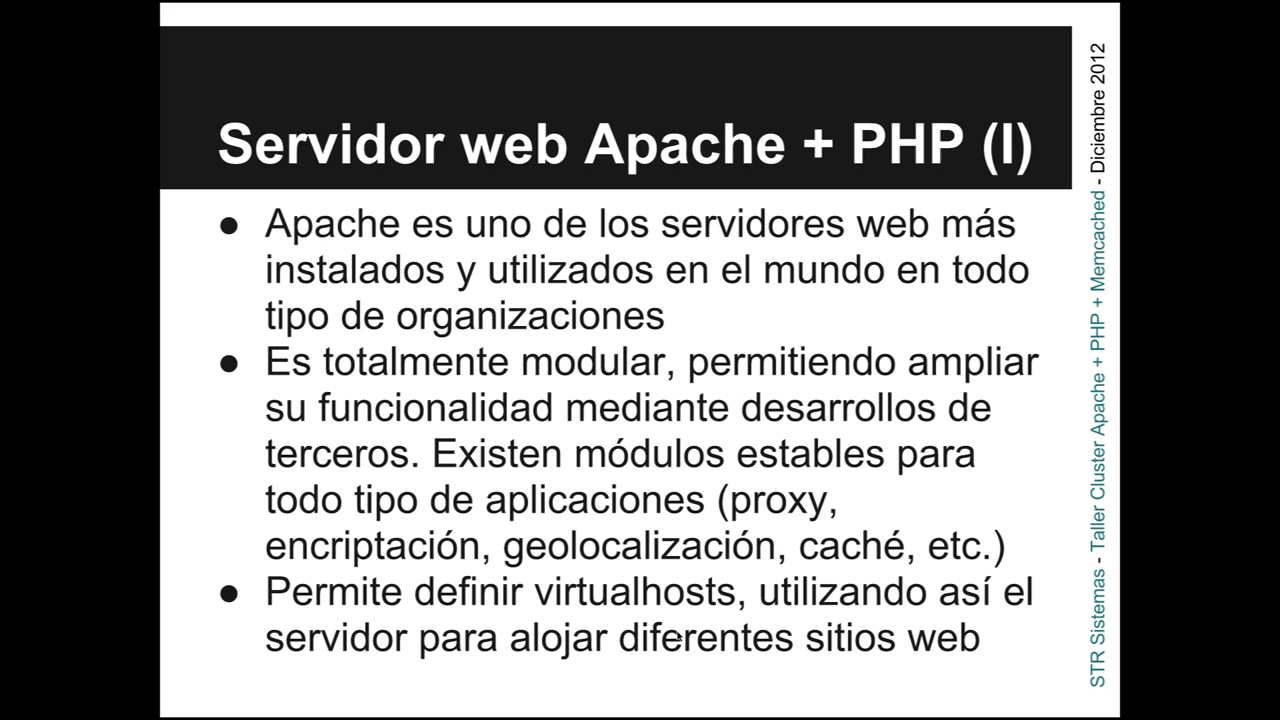 Servidor web Apache + PHP (I)
● Apache es uno de los servidores web más
instalados y utilizados en el mundo en todo
tipo de organizaciones
● Es totalmente modular, permitiendo ampliar
su funcionalidad mediante desarrollos de
terceros. Existen módulos estables para
todo tipo de aplicaciones (proxy,
encriptación, geolocalización, caché, etc.)
● Permite definir virtualhosts, utilizando así el
servidor para alojar diferentes sitios web
STR Sistemas - Taller Cluster Apache + PHP + Memcached - Diciembre 2012